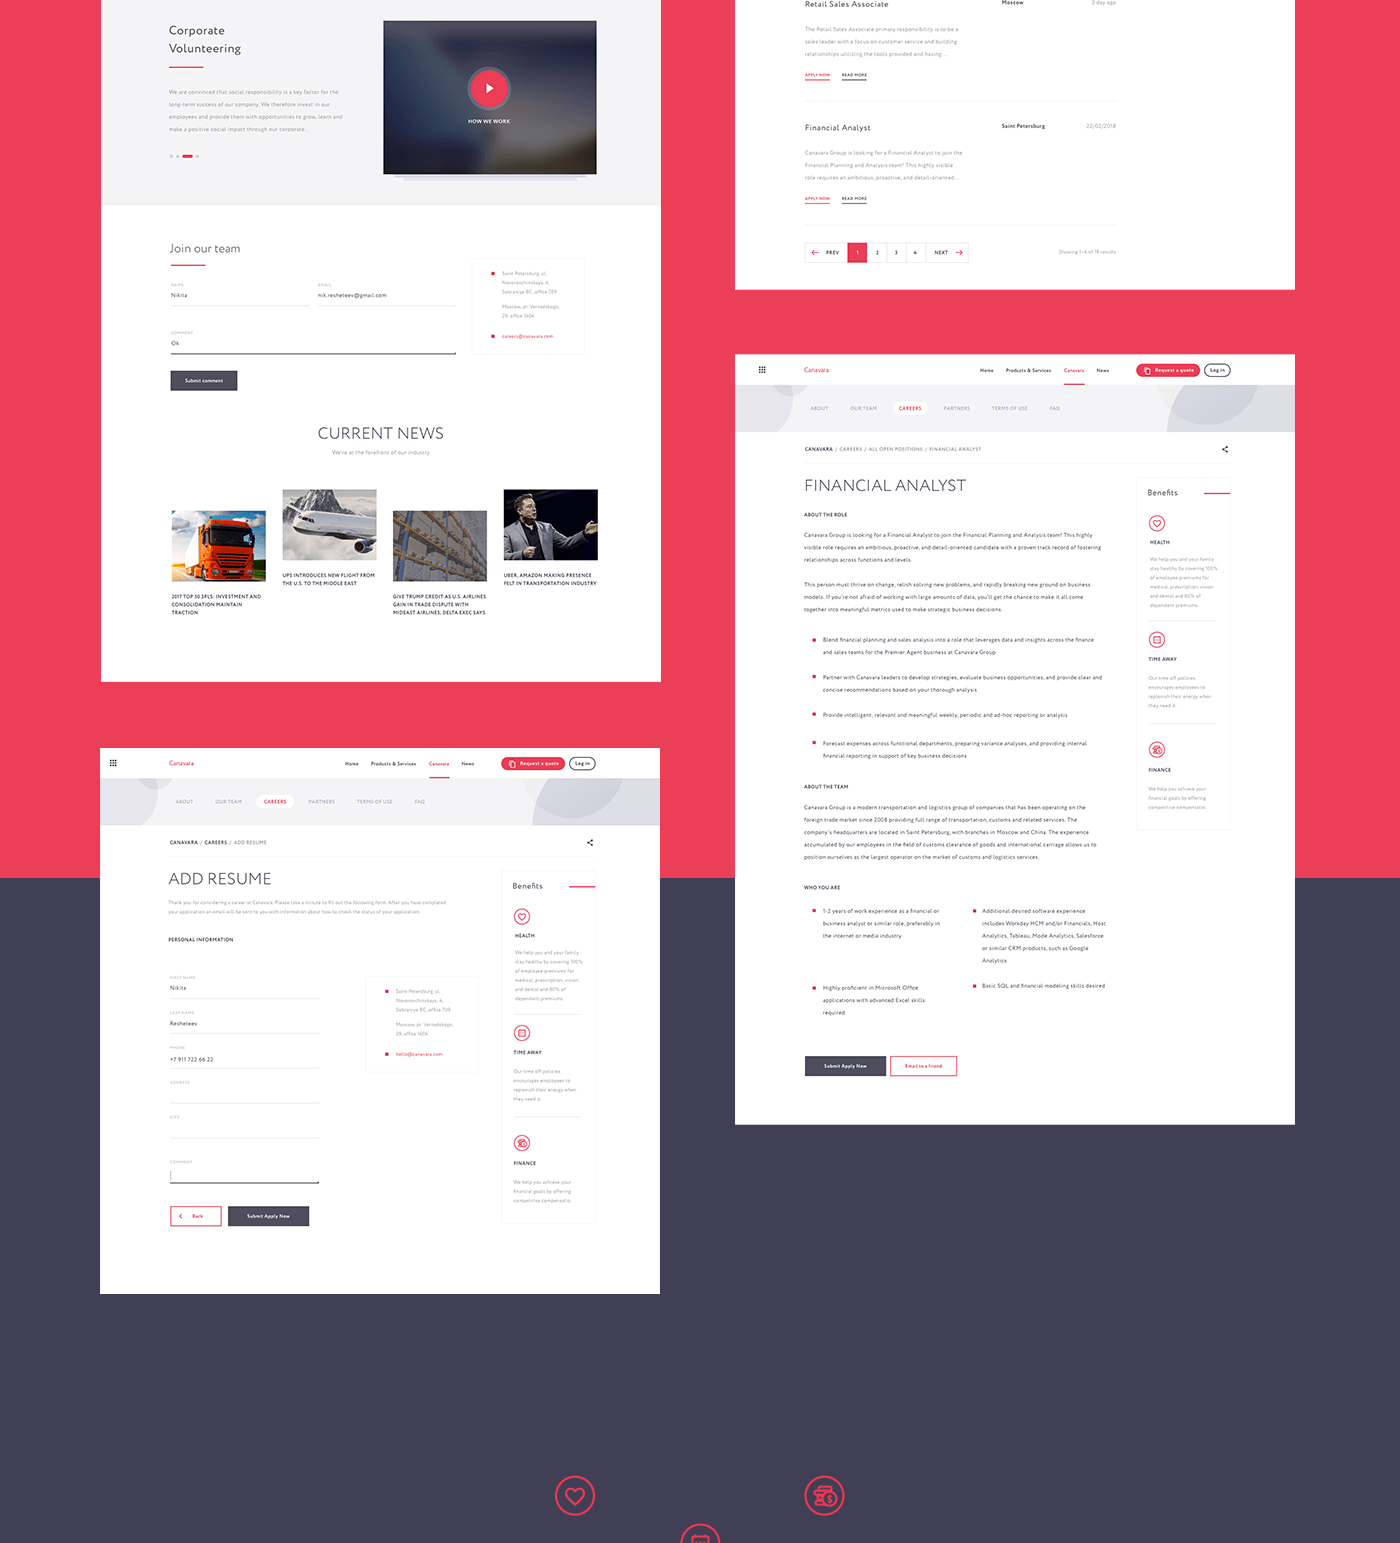 Corporate
Volunteering
We are convinced that social responsibility is a key factor for the
long-term success of our company. We therefore invest in our
employees and provide them with opportunities to grow, learn and
make a positive social impact through our corporate...
HOW WE WORK
Join our team
NAME
Nikita
EMAIL
nik.resheteev@gmail.com
COMMENT
Ok
Submit comment
Saint Petersburg, ul.
Novoroschinskaya, 4,
Sobraniye BC, office 709
Moscow, pr. Vernadskogo,
29, office 1604
careers@canavara.com
CURRENT NEWS
We're at the forefront of our industry
2017 TOP 50 3PLS: INVESTMENT AND
CONSOLIDATION MAINTAIN
TRACTION
UPS INTRODUCES NEW FLIGHT FROM
THE U.S. TO THE MIDDLE EAST
GIVE TRUMP CREDIT AS U.S. AIRLINES
GAIN IN TRADE DISPUTE WITH
MIDEAST AIRLINES, DELTA EXEC SAYS
UBER, AMAZON MAKING PRESENCE
FELT IN TRANSPORTATION INDUSTRY
Canavara
Home Products & Services Canavara News
Request a quote
Log in
ABOUT OUR TEAM CAREERS PARTNERS TERMS OF USE FAQ
CANAVARA / CAREERS / ADD RESUME
ADD RESUME
Thank you for considering a career at Canavara. Please take a minute to fill out the following form. After you have completed
your application an email will be sent to you with information about how to check the status of your application.
PERSONAL INFORMATION
FIRST NAME
Nikita
LAST NAME
Resheteev
PHONE
+7 911 722 66 22
ADDRESS
CITY
COMMENT
Back
Submit Apply Now
Saint Petersburg, ul.
Novoroschinskaya, 4,
Sobraniye BC, office 709
Moscow, pr. Vernadskogo,
29, office 1604
hello@canavara.com
Benefits
HEALTH
We help you and your family
stay healthy by covering 100%
of employee premiums for
medical, prescription, vision
and dental and 80% of
dependent premiums.
TIME AWAY
Our time off policies
encourages employees to
replenish their energy when
they need it.
FINANCE
We help you achieve your
financial goals by offering
competitive compensatio.
Retail Sales Associate
Moscow
3 day ago
The Retail Sales Associate primary responsibility is to be a
sales leader with a focus on customer service and building
relationships utilizing the tools provided and having ...
APPLY NOW READ MORE
Financial Analyst
Saint Petersburg
22/02/2018
Canavara Group is looking for a Financial Analyst to join the
Financial Planning and Analysis team! This highly visible
role requires an ambitious, proactive, and detail-oriented...
APPLY NOW READ MORE
PREV 1 2 3 4 NEXT
Showing 1-4 of 18 results
Canavara
Home Products & Services Canavara News
Request a quote
Log in
ABOUT OUR TEAM CAREERS PARTNERS TERMS OF USE FAQ
CANAVARA / CAREERS / ALL OPEN POSITIONS / FINANCIAL ANALYST
FINANCIAL ANALYST
ABOUT THE ROLE
Canavara Group is looking for a Financial Analyst to join the Financial Planning and Analysis team! This highly
visible role requires an ambitious, proactive, and detail-oriented candidate with a proven track record of fostering
relationships across functions and levels.
This person must thrive on change, relish solving new problems, and rapidly breaking new ground on business
models. If you're not afraid of working with large amounts of data, you'll get the chance to make it all come
together into meaningful metrics used to make strategic business decisions.
Blend financial planning and sales analysis into a role that leverages data and insights across the finance
and sales teams for the Premier Agent business at Canavara Group
Partner with Canavara leaders to develop strategies, evaluate business opportunities, and provide clear and
concise recommendations based on your thorough analysis
Provide intelligent, relevant and meaningful weekly, periodic and ad-hoc reporting or analysis
Forecast expenses across functional departments, preparing variance analyses, and providing internal
financial reporting in support of key business decisions
ABOUT THE TEAM
Canavara Group is a modern transportation and logistics group of companies that has been operating on the
foreign trade market since 2008 providing full range of transportation, customs and related services. The
company's headquarters are located in Saint Petersburg, with branches in Moscow and China. The experience
accumulated by our employees in the field of customs clearance of goods and international carriage allows us to
position ourselves as the largest operator on the market of customs and logistics services.
WHO YOU ARE
1-2 years of work experience as a financial or
business analyst or similar role, preferably in
the internet or media industry
Highly proficient in Microsoft Office
applications with advanced Excel skills
required
Additional desired software experience
includes Workday HCM and/or Financials, Host
Analytics, Tableau, Mode Analytics, Salesforce
or similar CRM products, such as Google
Analytics
Basic SQL and financial modeling skills desired
Submit Apply Now
Email to a friend
Benefits
HEALTH
We help you and your family
stay healthy by covering 100%
of employee premiums for
medical, prescription, vision
and dental and 80% of
dependent premiums.
TIME AWAY
Our time off policies
encourages employees to
replenish their energy when
they need it.
FINANCE
We help you achieve your
financial goals by offering
competitive compensatio.